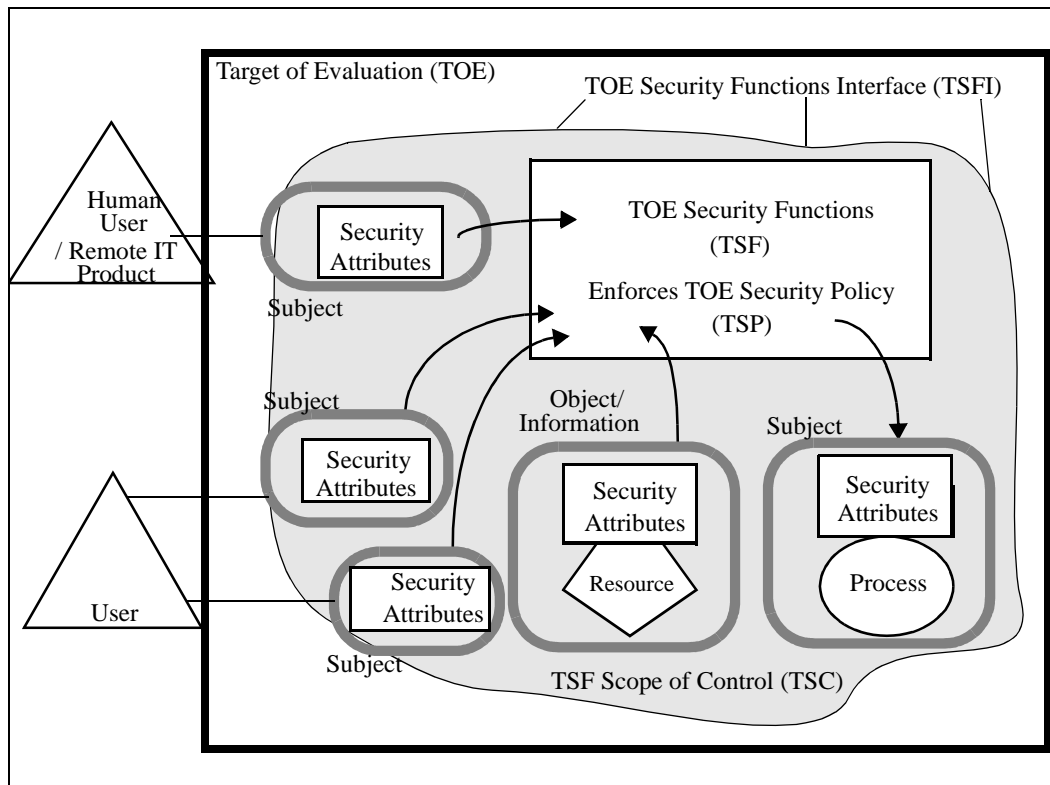 Target of Evaluation (TOE)
TOE Security Functions Interface (TSFI)
Human
User
/ Remote IT
Product
Security
Attributes
Subject
TOE Security Functions
(TSF)
Enforces TOE Security Policy
(TSP)
Subject
Security
Attributes
Object/
Information
Security
Attributes
Resource
Subject
Security
Attributes
Process
User
Security
Attributes
Subject
TSF Scope of Control (TSC)